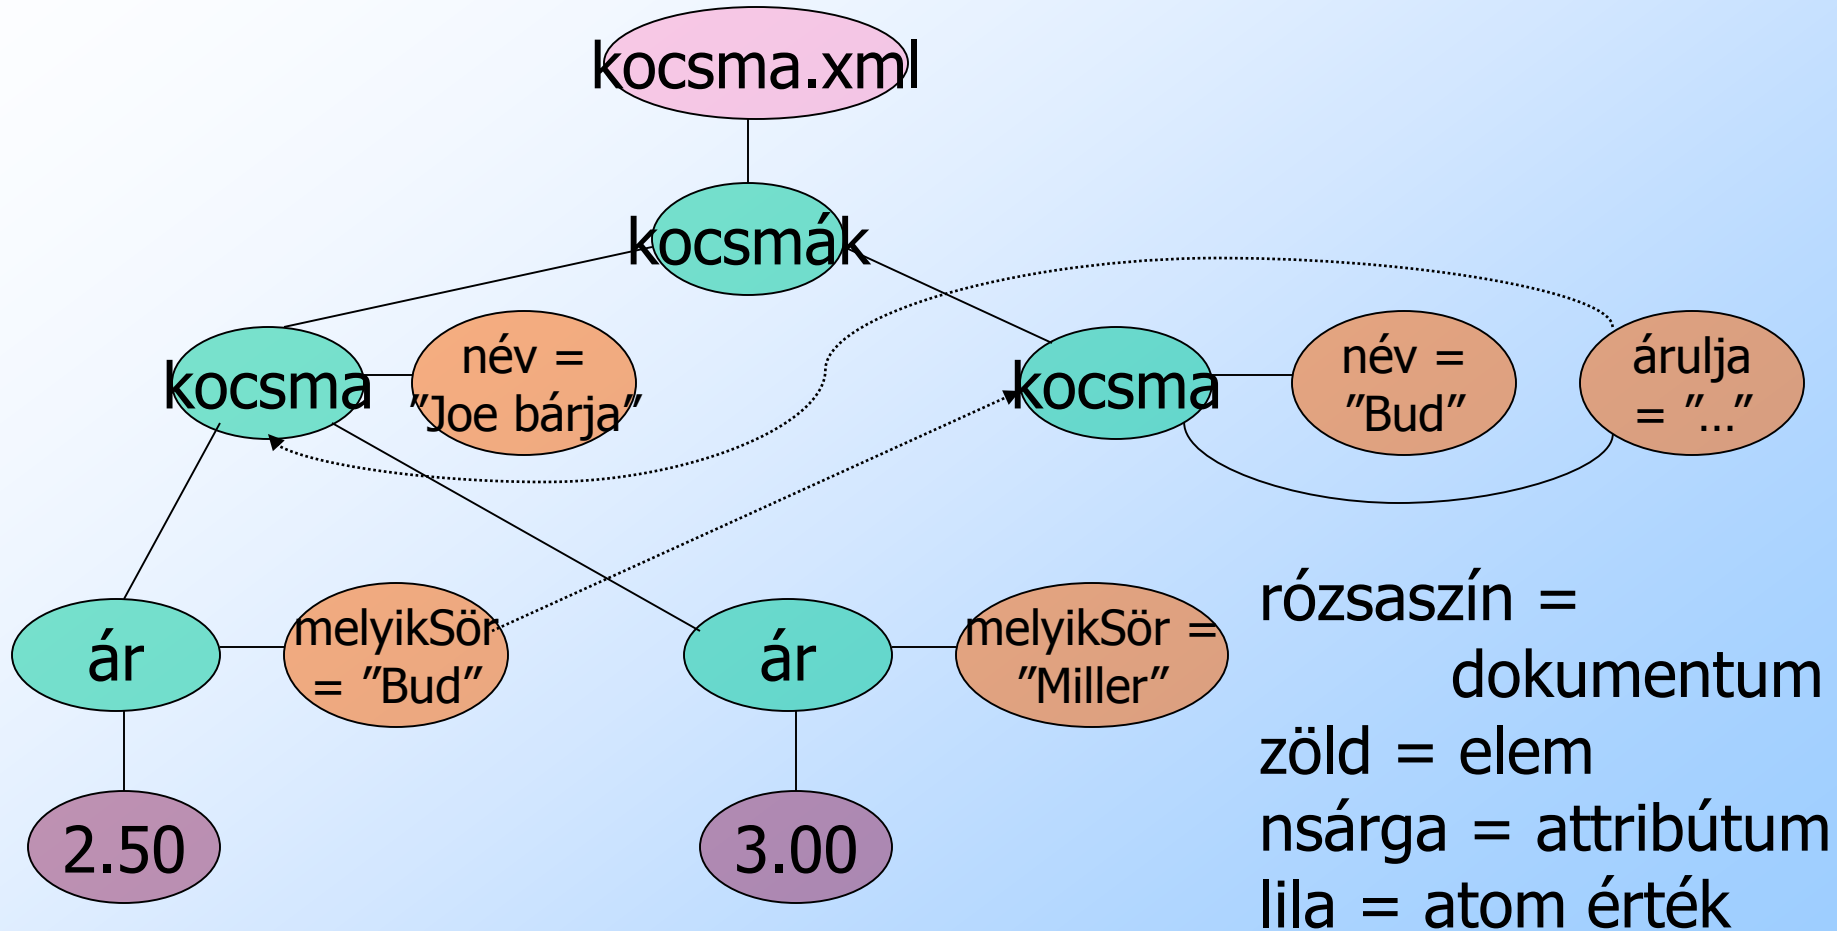 kocsma.xml
kocsmák
kocsma
név =
”Joe bárja”
kocsma
név =
”Bud”
árulja
= ”…”
ár
melyikSör
= ”Bud”
ár
melyikSör =
”Miller”
2.50
3.00
rózsaszín =
dokumentum
zöld = elem
nsárga = attribútum
lila = atom érték